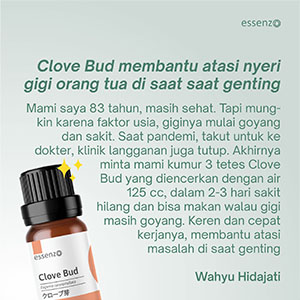 essenzo
Clove Bud membantu atasi nyeri
gigi orang tua di saat saat genting
Mami saya 83 tahun, masih sehat. Tapi mung-
kin karena faktor usia, giginya mulai goyang
dan sakit. Saat pandemi, takut untuk ke
dokter, klinik langganan juga tutup. Akhirnya
minta mami kumur 3 tetes Clove
Bud yang diencerkan dengan air
125 cc, dalam 2-3 hari sakit
hilang dan bisa makan walau gigi
masih goyang. Keren dan cepat
kerjanya, membantu atasi
masalah di saat genting
Wahyu Hidajati
essenzo
Clove Bud
クローブ芽